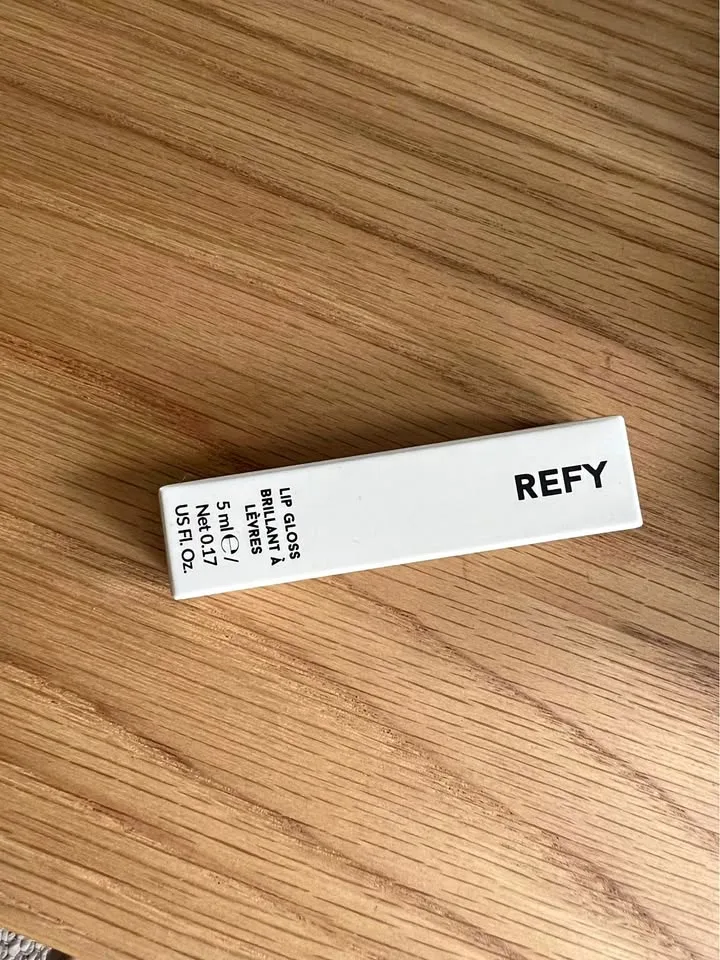 REFY
LIP GLOSS
BRILLANT À
LÈVRES
5 ml ℮/
Net 0.17
US Fl. Oz.